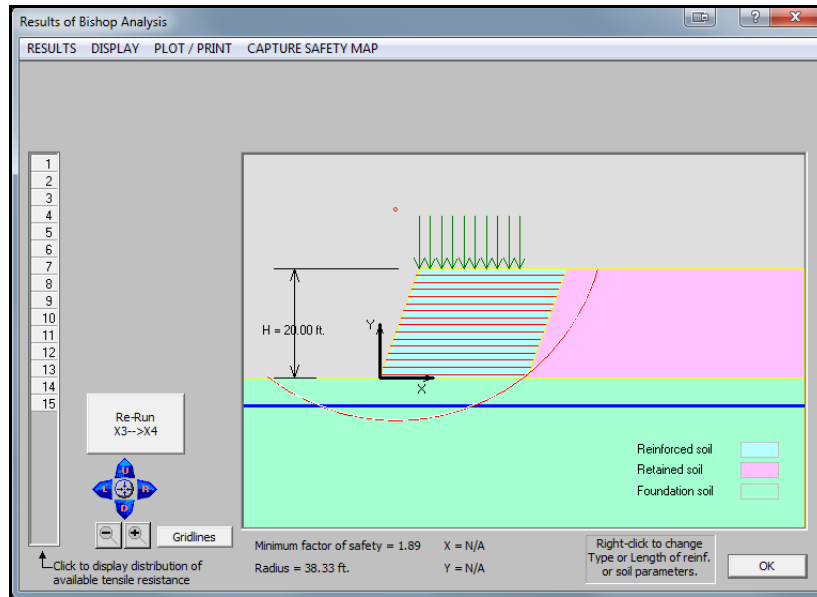 Results of Bishop Analysis
RESULTS DISPLAY PLOT / PRINT CAPTURE SAFETY MAP
1
2
3
4
5
6
7
8
9
10
11
12
13
14
15
H = 20.00 ft.
Y
X
Re-Run
X3-->X4
U
L R
D
Gridlines
Click to display distribution of
available tensile resistance
Reinforced soil
Retained soil
Foundation soil
Minimum factor of safety = 1.89 X = N/A
Radius = 38.33 ft. Y = N/A
Right-click to change
Type or Length of reinf.
or soil parameters.
OK